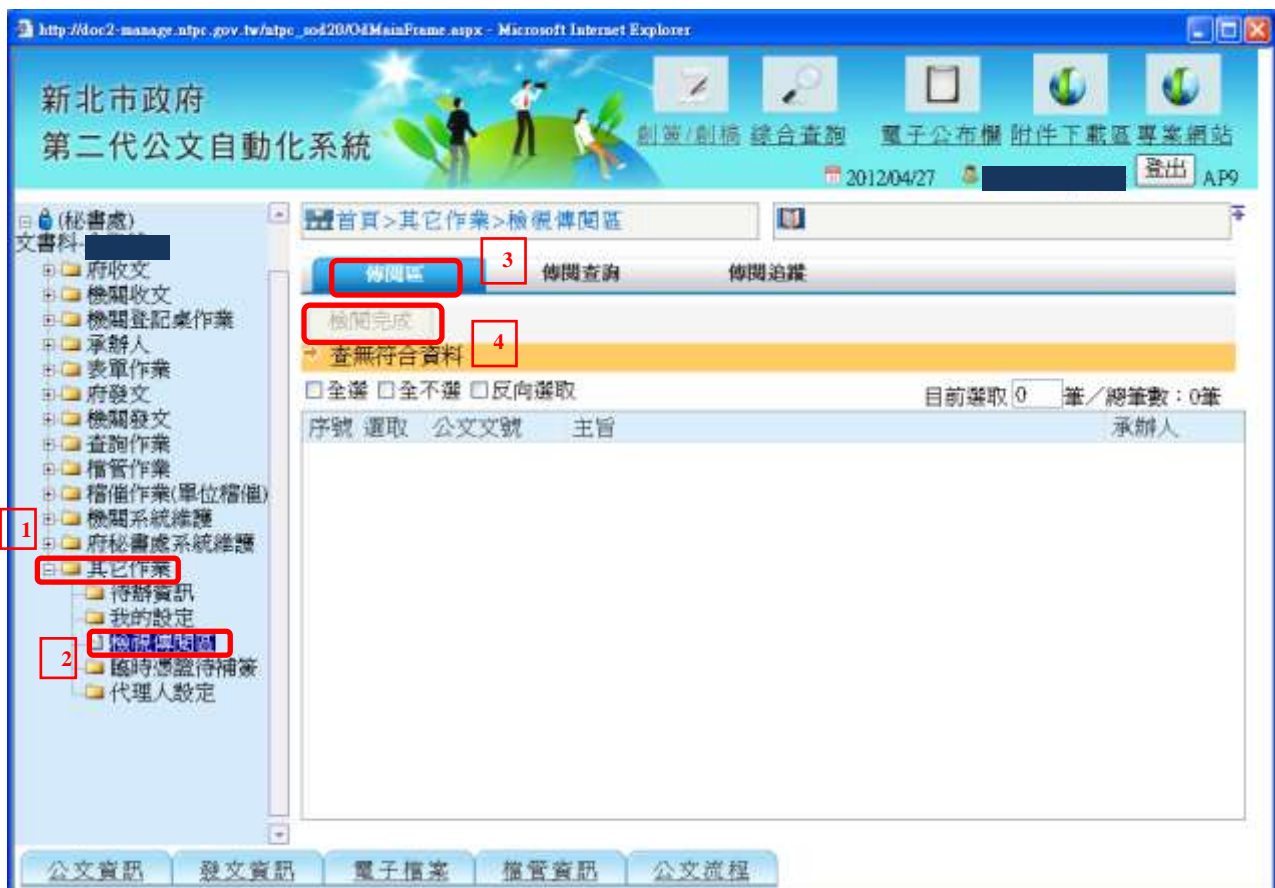 http://doc2-manage.ntpc.gov.tw/ntpc_sod20/OdMainFrame.aspx - Microsoft Internet Explorer
新北市政府
第二代公文自動化系統
創簽/創稿 綜合查詢 電子公布欄 附件下載區 專案網站
2012/04/27 登出 AP9
(秘書處)
文書科-
府收文
機關收文
機關登記桌作業
承辦人
表單作業
府發文
機關發文
查詢作業
檔管作業
稽催作業(單位稽催)
機關系統維護
1
府秘書處系統維護
其它作業
待辦資訊
我的設定
檢視傳閱區
2
臨時憑證待補簽
代理人設定
首頁>其它作業>檢視傳閱區
傳閱區 3 傳閱查詢 傳閱追蹤
檢閱完成
4
查無符合資料
全選 全不選 反向選取
目前選取 0 筆／總筆數：0筆
序號 選取 公文文號 主旨 承辦人
公文資訊 發文資訊 電子檔案 檔管資訊 公文流程